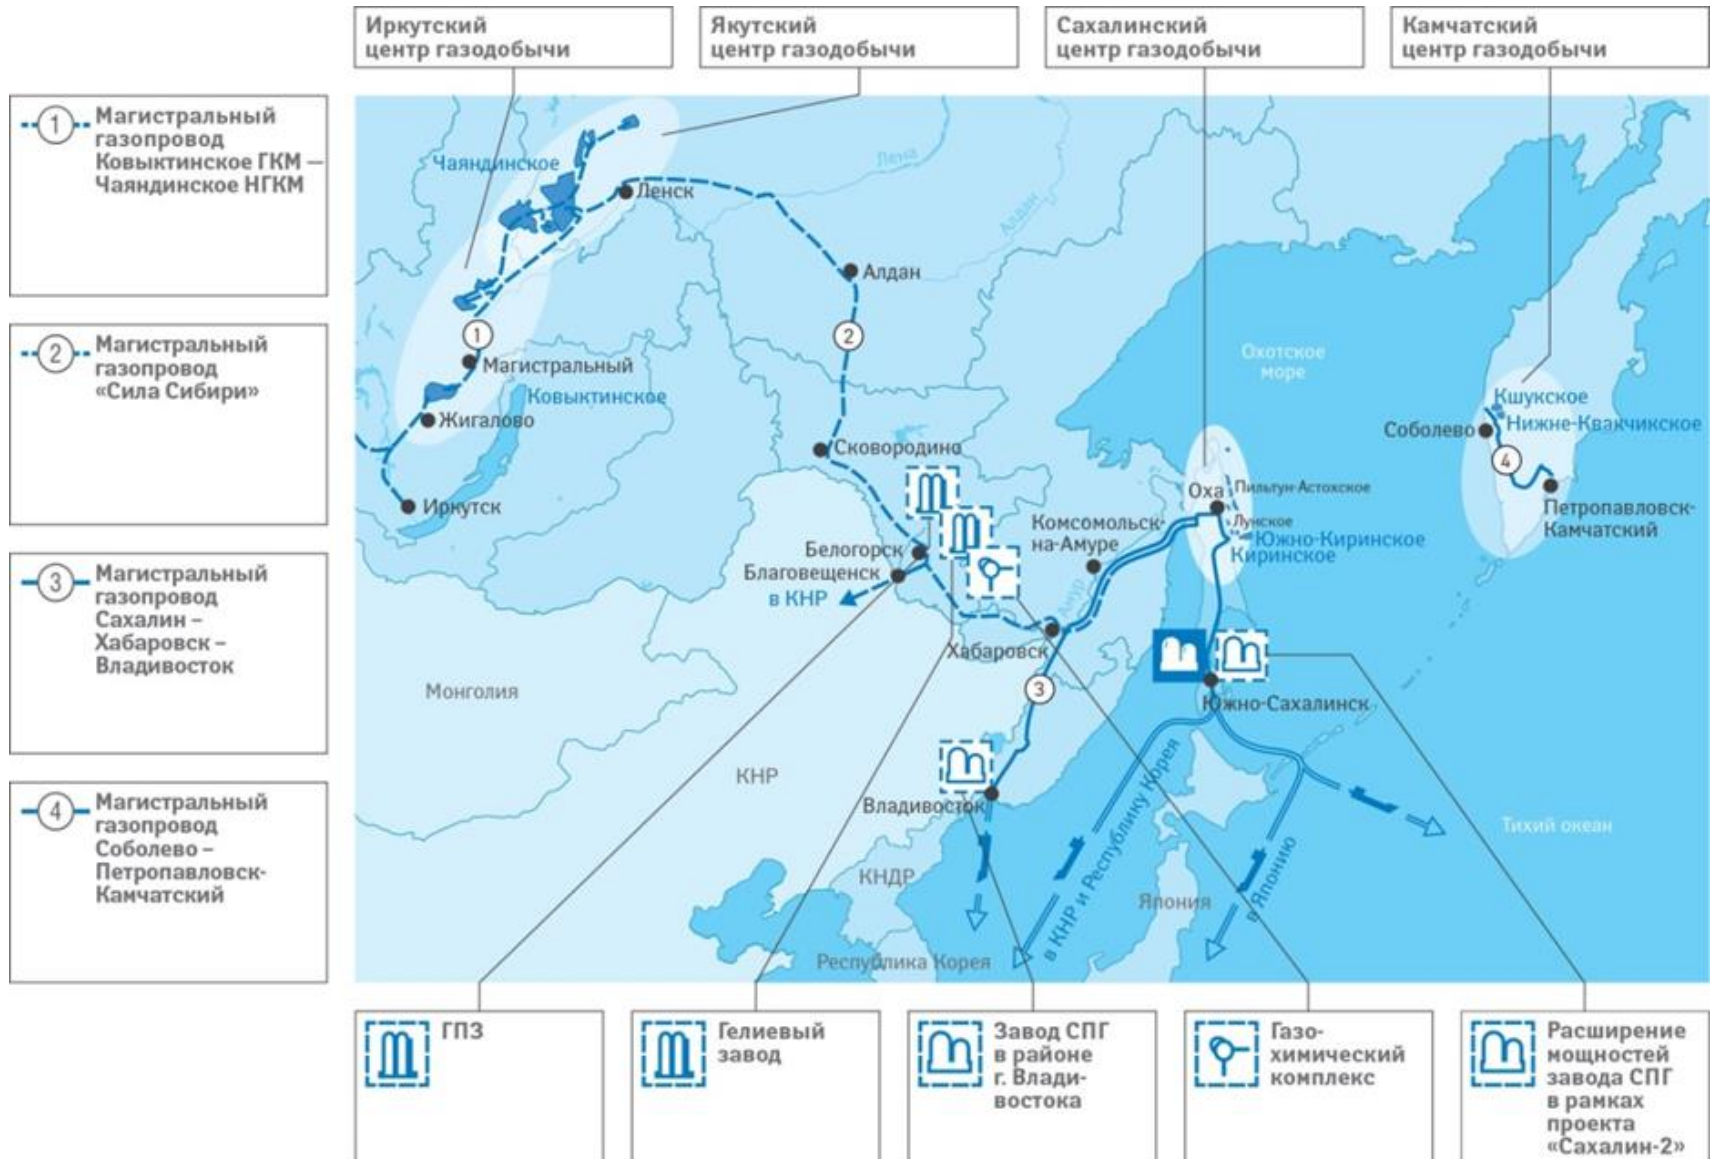 Иркутский
центр газодобычи
Якутский
центр газодобычи
Сахалинский
центр газодобычи
Камчатский
центр газодобычи
1
Магистральный
газопровод
Ковыктинское ГКМ —
Чаяндинское НГКМ
2
Магистральный
газопровод
«Сила Сибири»
3
Магистральный
газопровод
Сахалин –
Хабаровск –
Владивосток
4
Магистральный
газопровод
Соболево –
Петропавловск-
Камчатский
Чаяндинское
Лена
Ленск
Алдан
Алдан
1
2
Магистральный
Ковыктинское
Жигалово
Иркутск
Сковородино
Охотское
море
Кшукское
Нижне-Квакчикское
Соболево
4
Петропавловск-
Камчатский
Оха
Пильтун-Астохское
Лунское
Южно-Киринское
Киринское
Комсомольск-
на-Амуре
Амур
Белогорск
Благовещенск
в КНР
Хабаровск
3
Южно-Сахалинск
Монголия
КНР
Владивосток
КНДР
Республика Корея
Япония
в КНР и Республику Корея
в Японию
Тихий океан
ГПЗ
Гелиевый
завод
Завод СПГ
в районе
г. Влади-
востока
Газо-
химический
комплекс
Расширение
мощностей
завода СПГ
в рамках
проекта
«Сахалин-2»